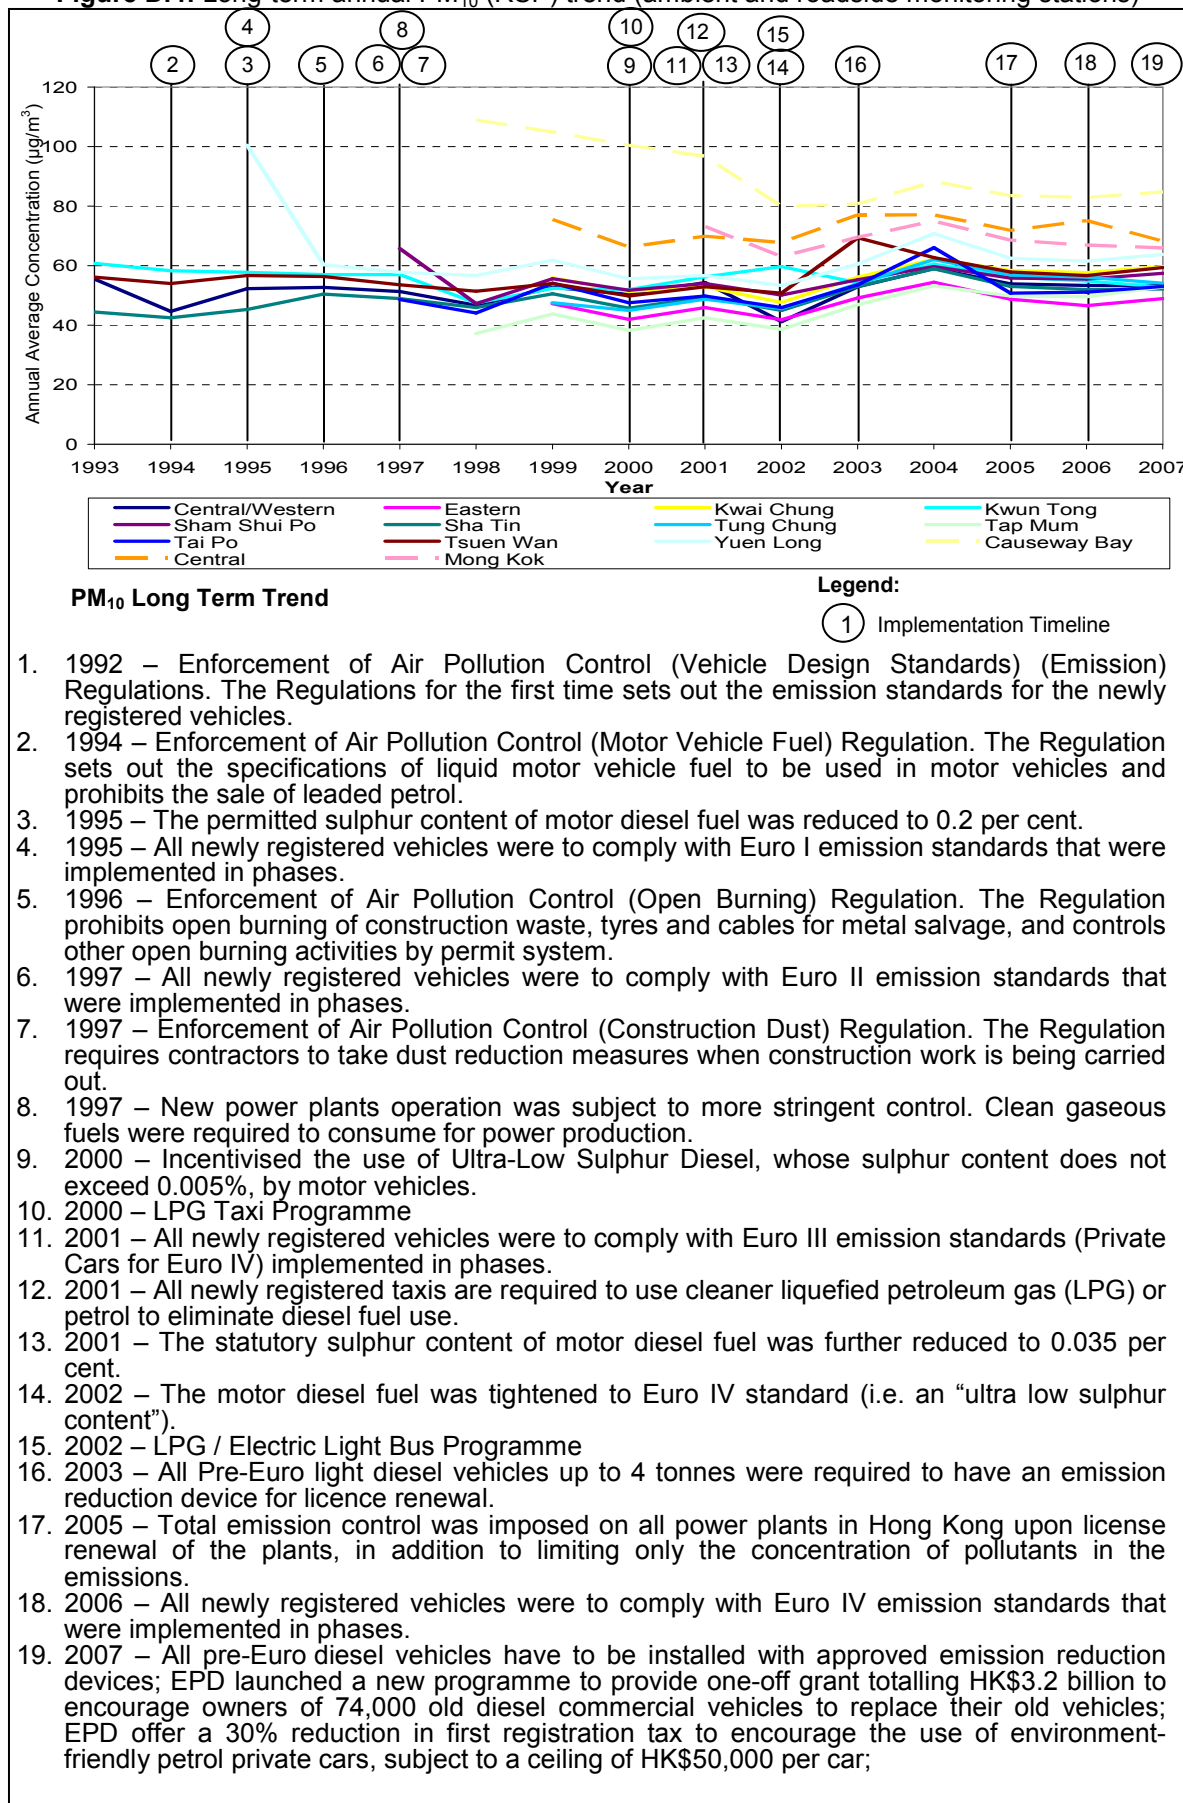 Figure B.4: Long term annual PM₁₀ (RSP) trend (ambient and roadside monitoring stations)
4 8 10 12 15
2 3 5 6 7 9 11 13 14 16 17 18 19
Annual Average Concentration (µg/m³)
120
100
80
60
40
20
0
1993 1994 1995 1996 1997 1998 1999 2000 2001 2002 2003 2004 2005 2006 2007
Year
Central/Western Eastern Kwai Chung Kwun Tong
Sham Shui Po Sha Tin Tung Chung Tap Mum
Tai Po Tsuen Wan Yuen Long Causeway Bay
Central Mong Kok
PM₁₀ Long Term Trend
Legend:
1 Implementation Timeline
1. 1992 – Enforcement of Air Pollution Control (Vehicle Design Standards) (Emission)
Regulations. The Regulations for the first time sets out the emission standards for the newly
registered vehicles.
2. 1994 – Enforcement of Air Pollution Control (Motor Vehicle Fuel) Regulation. The Regulation
sets out the specifications of liquid motor vehicle fuel to be used in motor vehicles and
prohibits the sale of leaded petrol.
3. 1995 – The permitted sulphur content of motor diesel fuel was reduced to 0.2 per cent.
4. 1995 – All newly registered vehicles were to comply with Euro I emission standards that were
implemented in phases.
5. 1996 – Enforcement of Air Pollution Control (Open Burning) Regulation. The Regulation
prohibits open burning of construction waste, tyres and cables for metal salvage, and controls
other open burning activities by permit system.
6. 1997 – All newly registered vehicles were to comply with Euro II emission standards that
were implemented in phases.
7. 1997 – Enforcement of Air Pollution Control (Construction Dust) Regulation. The Regulation
requires contractors to take dust reduction measures when construction work is being carried
out.
8. 1997 – New power plants operation was subject to more stringent control. Clean gaseous
fuels were required to consume for power production.
9. 2000 – Incentivised the use of Ultra-Low Sulphur Diesel, whose sulphur content does not
exceed 0.005%, by motor vehicles.
10. 2000 – LPG Taxi Programme
11. 2001 – All newly registered vehicles were to comply with Euro III emission standards (Private
Cars for Euro IV) implemented in phases.
12. 2001 – All newly registered taxis are required to use cleaner liquefied petroleum gas (LPG) or
petrol to eliminate diesel fuel use.
13. 2001 – The statutory sulphur content of motor diesel fuel was further reduced to 0.035 per
cent.
14. 2002 – The motor diesel fuel was tightened to Euro IV standard (i.e. an “ultra low sulphur
content”).
15. 2002 – LPG / Electric Light Bus Programme
16. 2003 – All Pre-Euro light diesel vehicles up to 4 tonnes were required to have an emission
reduction device for licence renewal.
17. 2005 – Total emission control was imposed on all power plants in Hong Kong upon license
renewal of the plants, in addition to limiting only the concentration of pollutants in the
emissions.
18. 2006 – All newly registered vehicles were to comply with Euro IV emission standards that
were implemented in phases.
19. 2007 – All pre-Euro diesel vehicles have to be installed with approved emission reduction
devices; EPD launched a new programme to provide one-off grant totalling HK$3.2 billion to
encourage owners of 74,000 old diesel commercial vehicles to replace their old vehicles;
EPD offer a 30% reduction in first registration tax to encourage the use of environment-
friendly petrol private cars, subject to a ceiling of HK$50,000 per car;